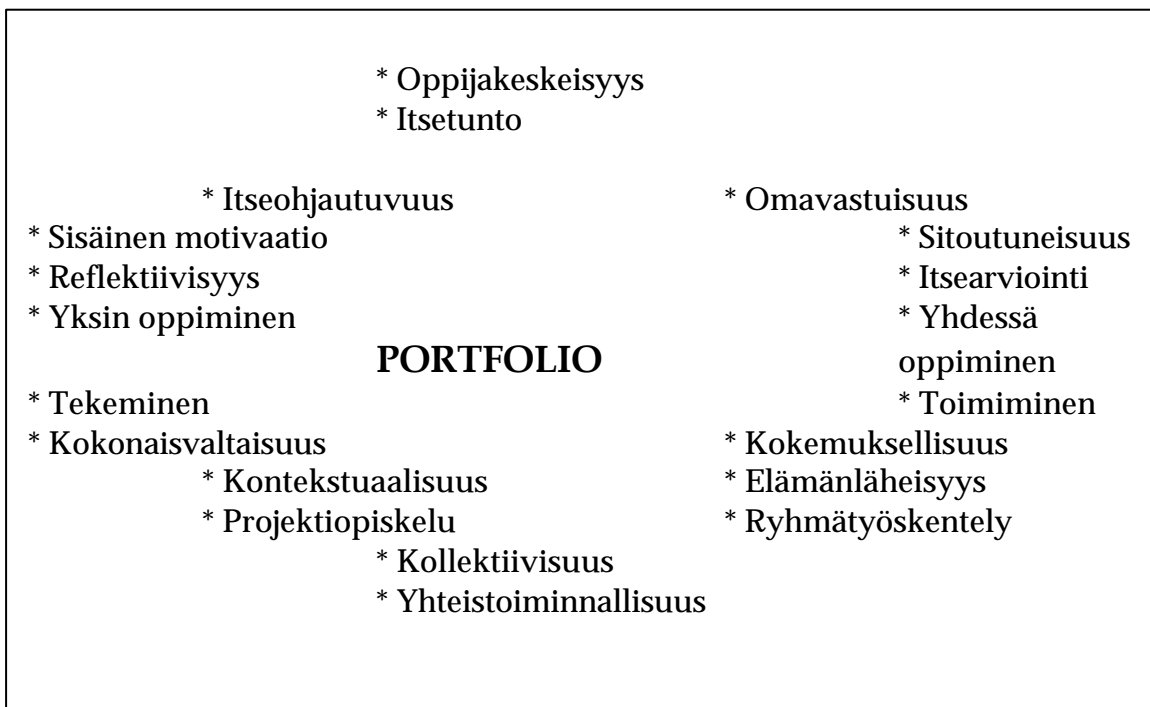 * Oppijakeskeisyys
* Itsetunto
* Itseohjautuvuus * Omavastuisuus
* Sisäinen motivaatio * Sitoutuneisuus
* Reflektiivisyys * Itsearviointi
* Yksin oppiminen * Yhdessä
PORTFOLIO oppiminen
* Tekeminen * Toimiminen
* Kokonaisvaltaisuus * Kokemuksellisuus
* Kontekstuaalisuus * Elämänläheisyys
* Projektiopiskelu * Ryhmätyöskentely
* Kollektiivisuus
* Yhteistoiminnallisuus